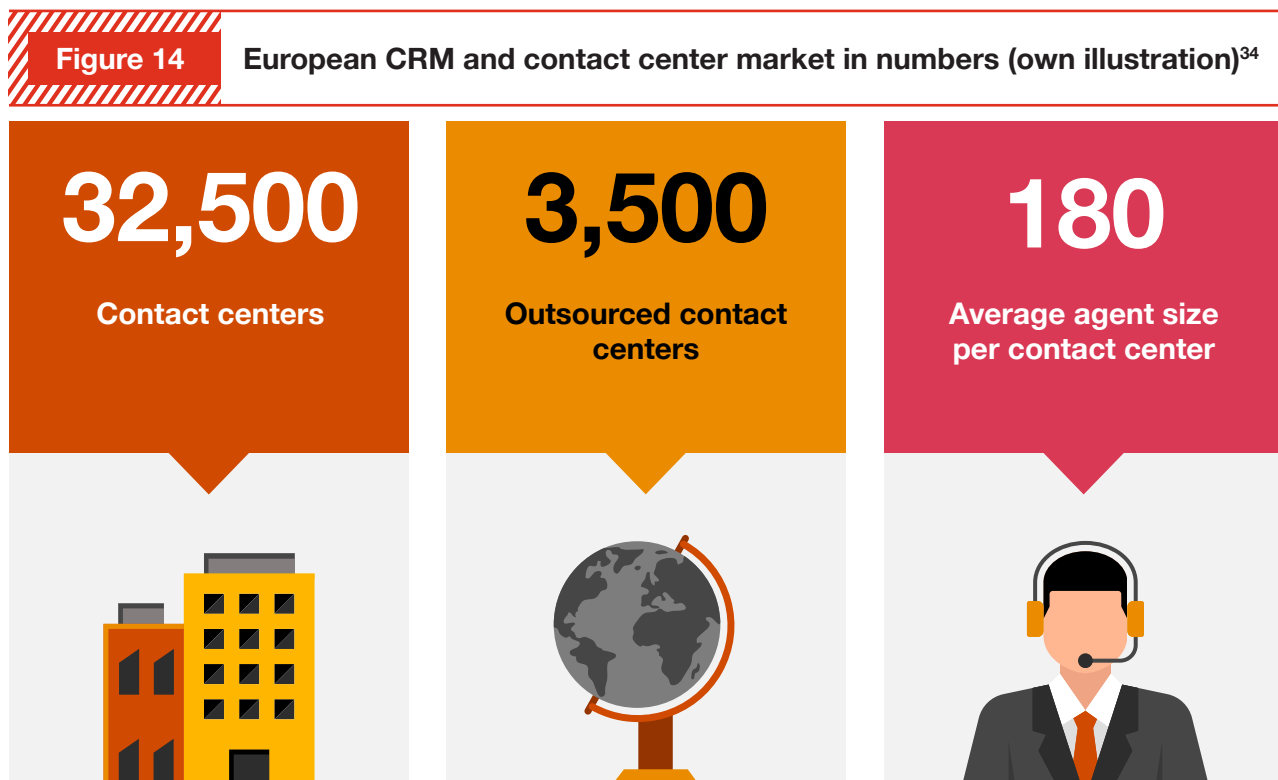 Figure 14
European CRM and contact center market in numbers (own illustration)³⁴
32,500
Contact centers
3,500
Outsourced contact
centers
180
Average agent size
per contact center